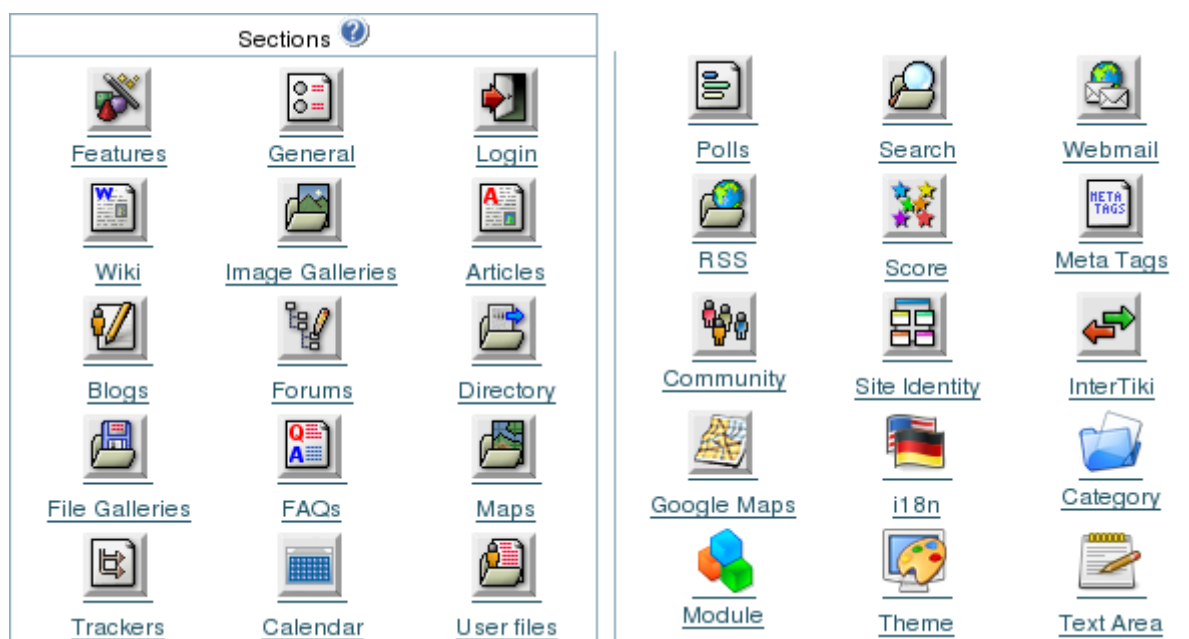 Sections
Features General Login
Wiki Image Galleries Articles
Blogs Forums Directory
File Galleries FAQs Maps
Trackers Calendar User files
Polls Search Webmail
RSS Score Meta Tags
META TAGS
Community Site Identity InterTiki
Google Maps i18n Category
Module Theme Text Area